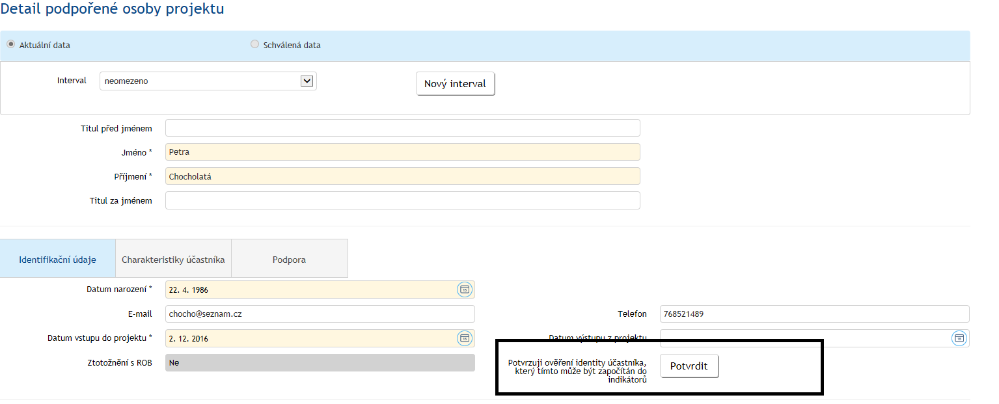 Detail podpořené osoby projektu
Aktuální data Schválená data
Interval neomezeno Nový interval
Titul před jménem
Jméno * Petra
Příjmení * Chocholatá
Titul za jménem
Identifikační údaje Charakteristiky účastníka Podpora
Datum narození * 22. 4. 1986
E-mail chocho@seznam.cz Telefon 768521489
Datum vstupu do projektu * 2. 12. 2016 Datum výstupu z projektu
Ztotožnění s ROB Ne Potvrzuji ověření identity účastníka,
který tímto může být započítán do
indikátorů
Potvrdit